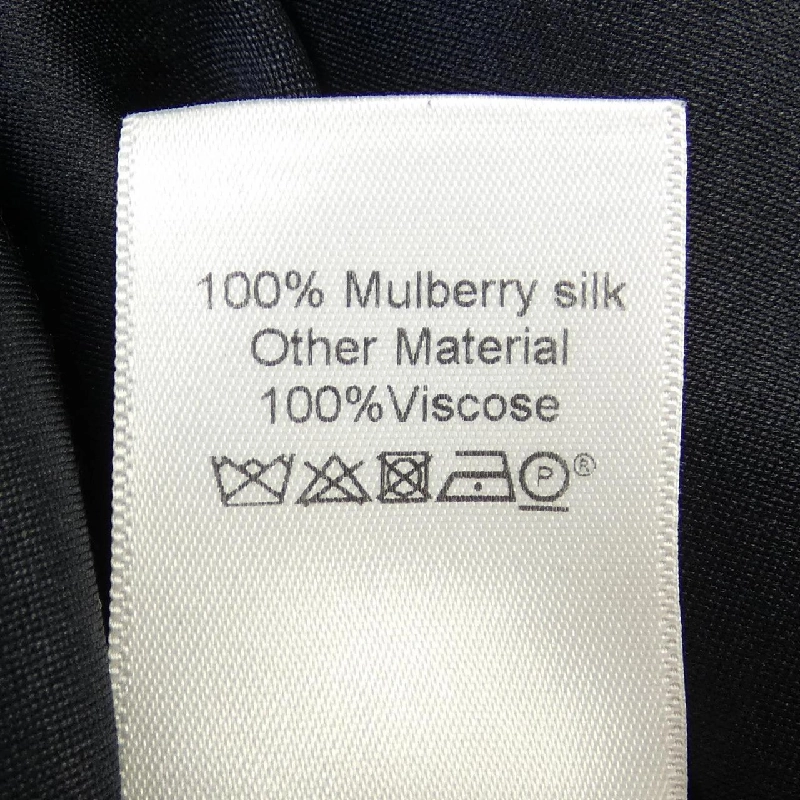 100% Mulberry silk
Other Material
100%Viscose
P ®